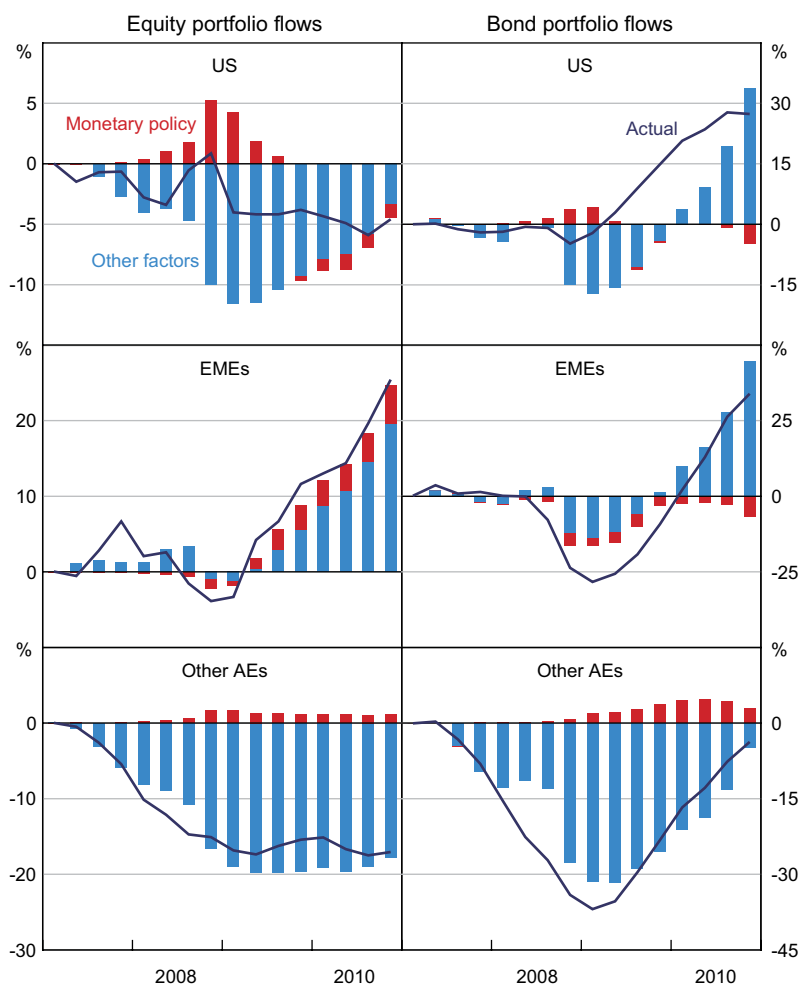 Equity portfolio flows Bond portfolio flows
% %
US US
5 30
Monetary policy Actual
0 15
-5 0
Other factors
-10 -15
% %
EMEs EMEs
20 25
10 0
0 -25
% %
Other AEs Other AEs
0 0
-10 -15
-20 -30
-30 -45
2008 2010 2008 2010